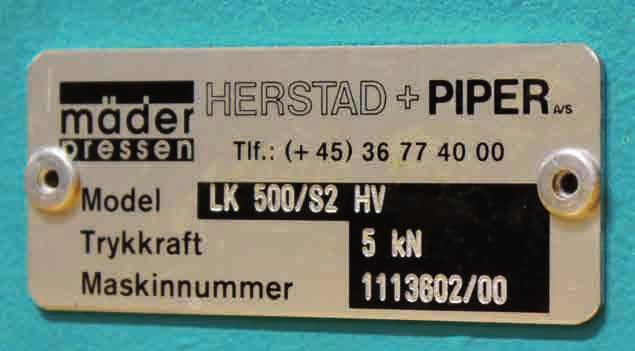 mäder pressen
HERSTAD + PIPER A/S
Tlf.: (+ 45) 36 77 40 00
Model LK 500/S2 HV
Trykkraft 5 kN
Maskinnummer 1113602/00